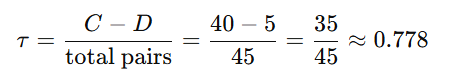 τ = C − D / total pairs = 40 − 5 / 45 = 35 / 45 ≈ 0.778